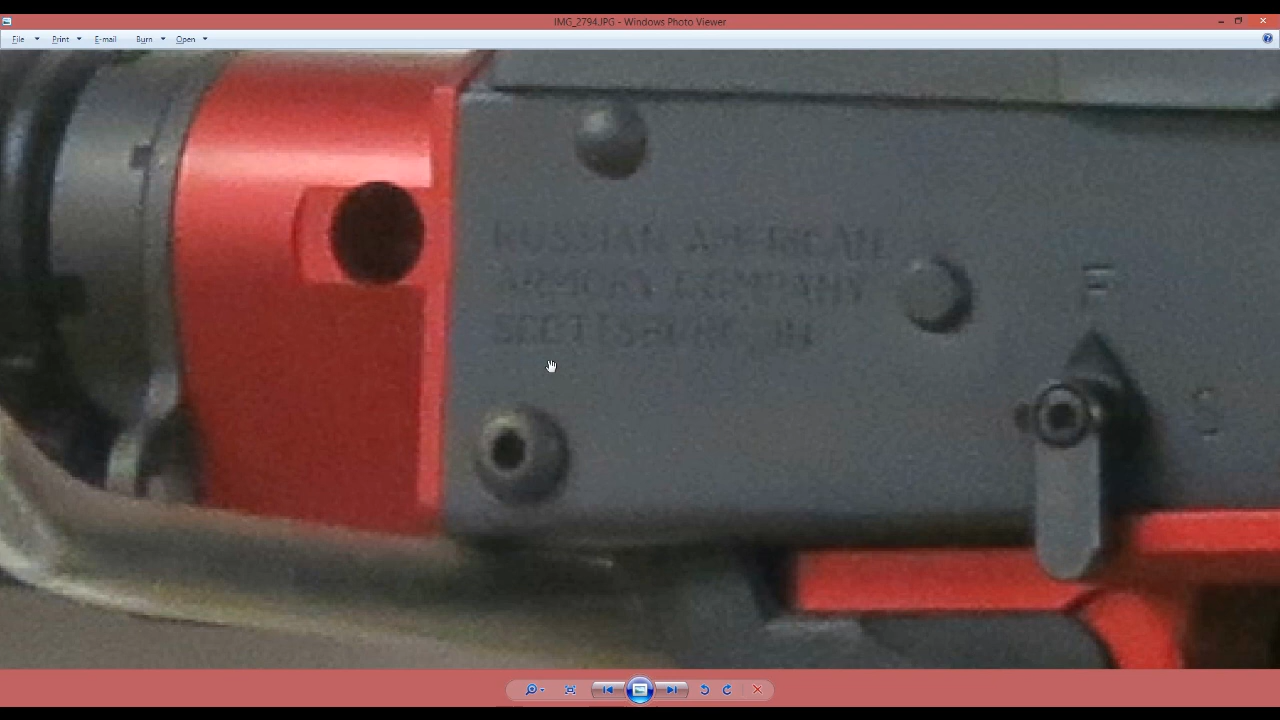 IMG_2794.JPG - Windows Photo Viewer
File Print E-mail Burn Open
RUSSIAN AMERICAN
ARMORY COMPANY
SCOTTSBURG, IN
F
S